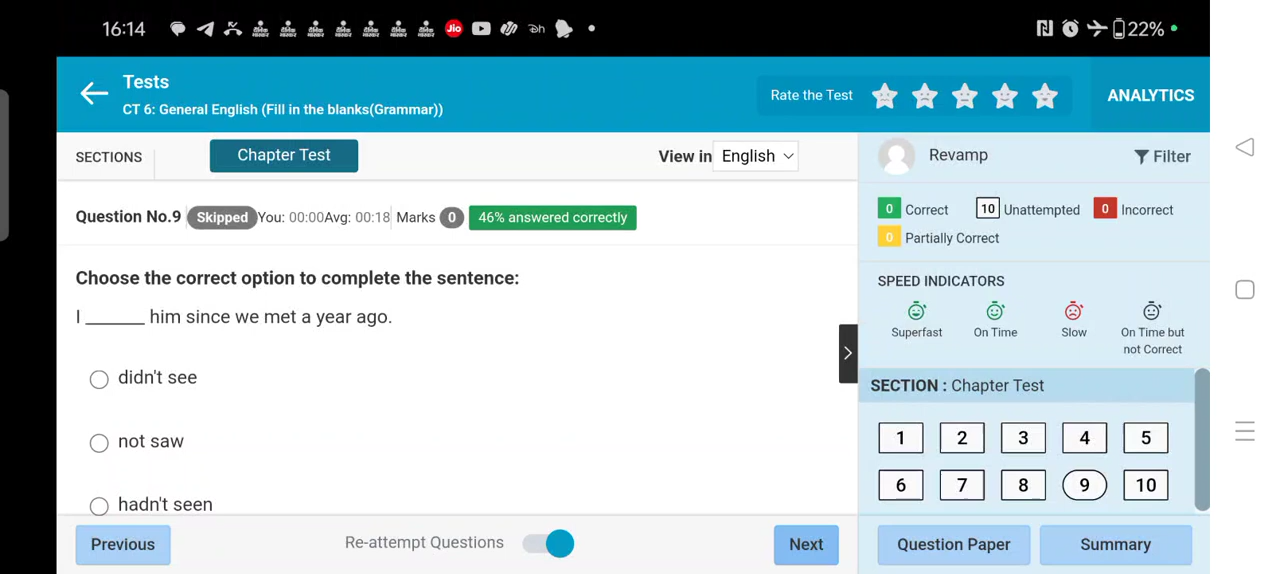 16:14
Jio
22%
Tests
CT 6: General English (Fill in the blanks(Grammar))
Rate the Test
ANALYTICS
SECTIONS
Chapter Test
View in English
Revamp
Filter
Question No.9 Skipped You: 00:00 Avg: 00:18 Marks 0 46% answered correctly
0 Correct 10 Unattempted 0 Incorrect
0 Partially Correct
Choose the correct option to complete the sentence:
I ______ him since we met a year ago.
didn't see
not saw
hadn't seen
SPEED INDICATORS
Superfast
On Time
Slow
On Time but
not Correct
SECTION : Chapter Test
1 2 3 4 5
6 7 8 9 10
Previous
Re-attempt Questions
Next
Question Paper
Summary